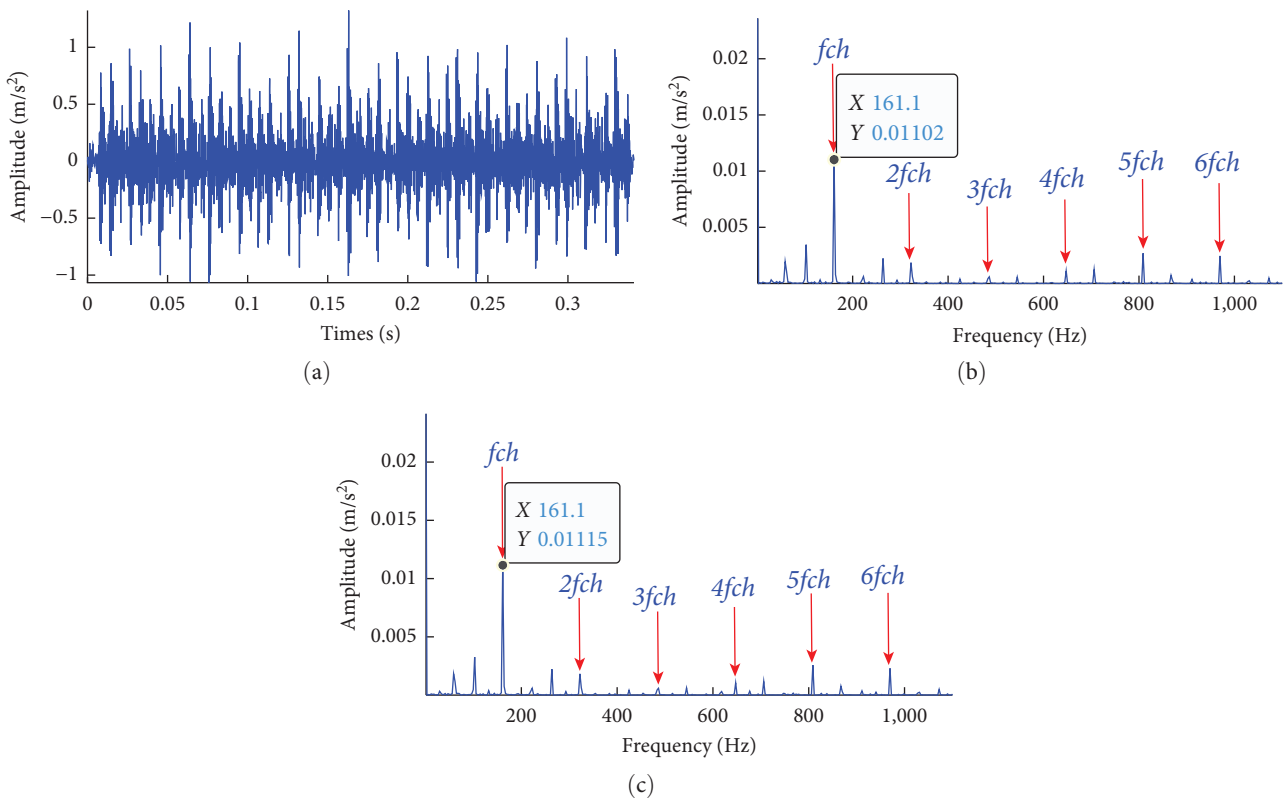 1
0.5
0
−0.5
−1
Amplitude (m/s²)
0
0.05
0.1
0.15
0.2
0.25
0.3
Times (s)
(a)
0.02
0.015
0.01
0.005
Amplitude (m/s²)
fch
X 161.1
Y 0.01102
2fch
3fch
4fch
5fch
6fch
200
400
600
800
1,000
Frequency (Hz)
(b)
0.02
0.015
0.01
0.005
Amplitude (m/s²)
fch
X 161.1
Y 0.01115
2fch
3fch
4fch
5fch
6fch
200
400
600
800
1,000
Frequency (Hz)
(c)